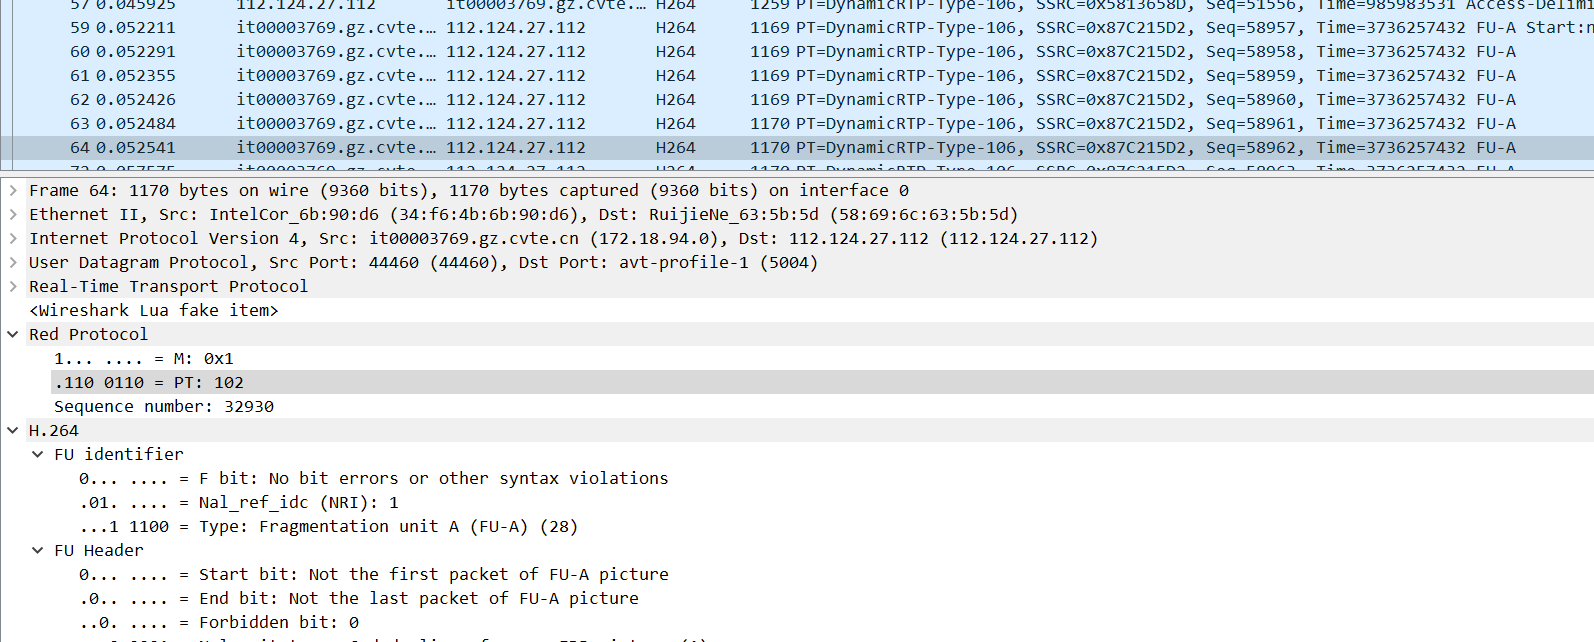 57 0.045925 112.124.27.112 it00003769.gz.cvte.… H264 1259 PT=DynamicRTP-Type-106, SSRC=0x5813658D, Seq=51556, Time=985983531 Access-Delimi
59 0.052211 it00003769.gz.cvte.… 112.124.27.112 H264 1169 PT=DynamicRTP-Type-106, SSRC=0x87C215D2, Seq=58957, Time=3736257432 FU-A Start:n
60 0.052291 it00003769.gz.cvte.… 112.124.27.112 H264 1169 PT=DynamicRTP-Type-106, SSRC=0x87C215D2, Seq=58958, Time=3736257432 FU-A
61 0.052355 it00003769.gz.cvte.… 112.124.27.112 H264 1169 PT=DynamicRTP-Type-106, SSRC=0x87C215D2, Seq=58959, Time=3736257432 FU-A
62 0.052426 it00003769.gz.cvte.… 112.124.27.112 H264 1169 PT=DynamicRTP-Type-106, SSRC=0x87C215D2, Seq=58960, Time=3736257432 FU-A
63 0.052484 it00003769.gz.cvte.… 112.124.27.112 H264 1170 PT=DynamicRTP-Type-106, SSRC=0x87C215D2, Seq=58961, Time=3736257432 FU-A
64 0.052541 it00003769.gz.cvte.… 112.124.27.112 H264 1170 PT=DynamicRTP-Type-106, SSRC=0x87C215D2, Seq=58962, Time=3736257432 FU-A
Frame 64: 1170 bytes on wire (9360 bits), 1170 bytes captured (9360 bits) on interface 0
Ethernet II, Src: IntelCor_6b:90:d6 (34:f6:4b:6b:90:d6), Dst: RuijieNe_63:5b:5d (58:69:6c:63:5b:5d)
Internet Protocol Version 4, Src: it00003769.gz.cvte.cn (172.18.94.0), Dst: 112.124.27.112 (112.124.27.112)
User Datagram Protocol, Src Port: 44460 (44460), Dst Port: avt-profile-1 (5004)
Real-Time Transport Protocol
<Wireshark Lua fake item>
Red Protocol
1... .... = M: 0x1
.110 0110 = PT: 102
Sequence number: 32930
H.264
FU identifier
0... .... = F bit: No bit errors or other syntax violations
.01. .... = Nal_ref_idc (NRI): 1
...1 1100 = Type: Fragmentation unit A (FU-A) (28)
FU Header
0... .... = Start bit: Not the first packet of FU-A picture
.0.. .... = End bit: Not the last packet of FU-A picture
..0. .... = Forbidden bit: 0